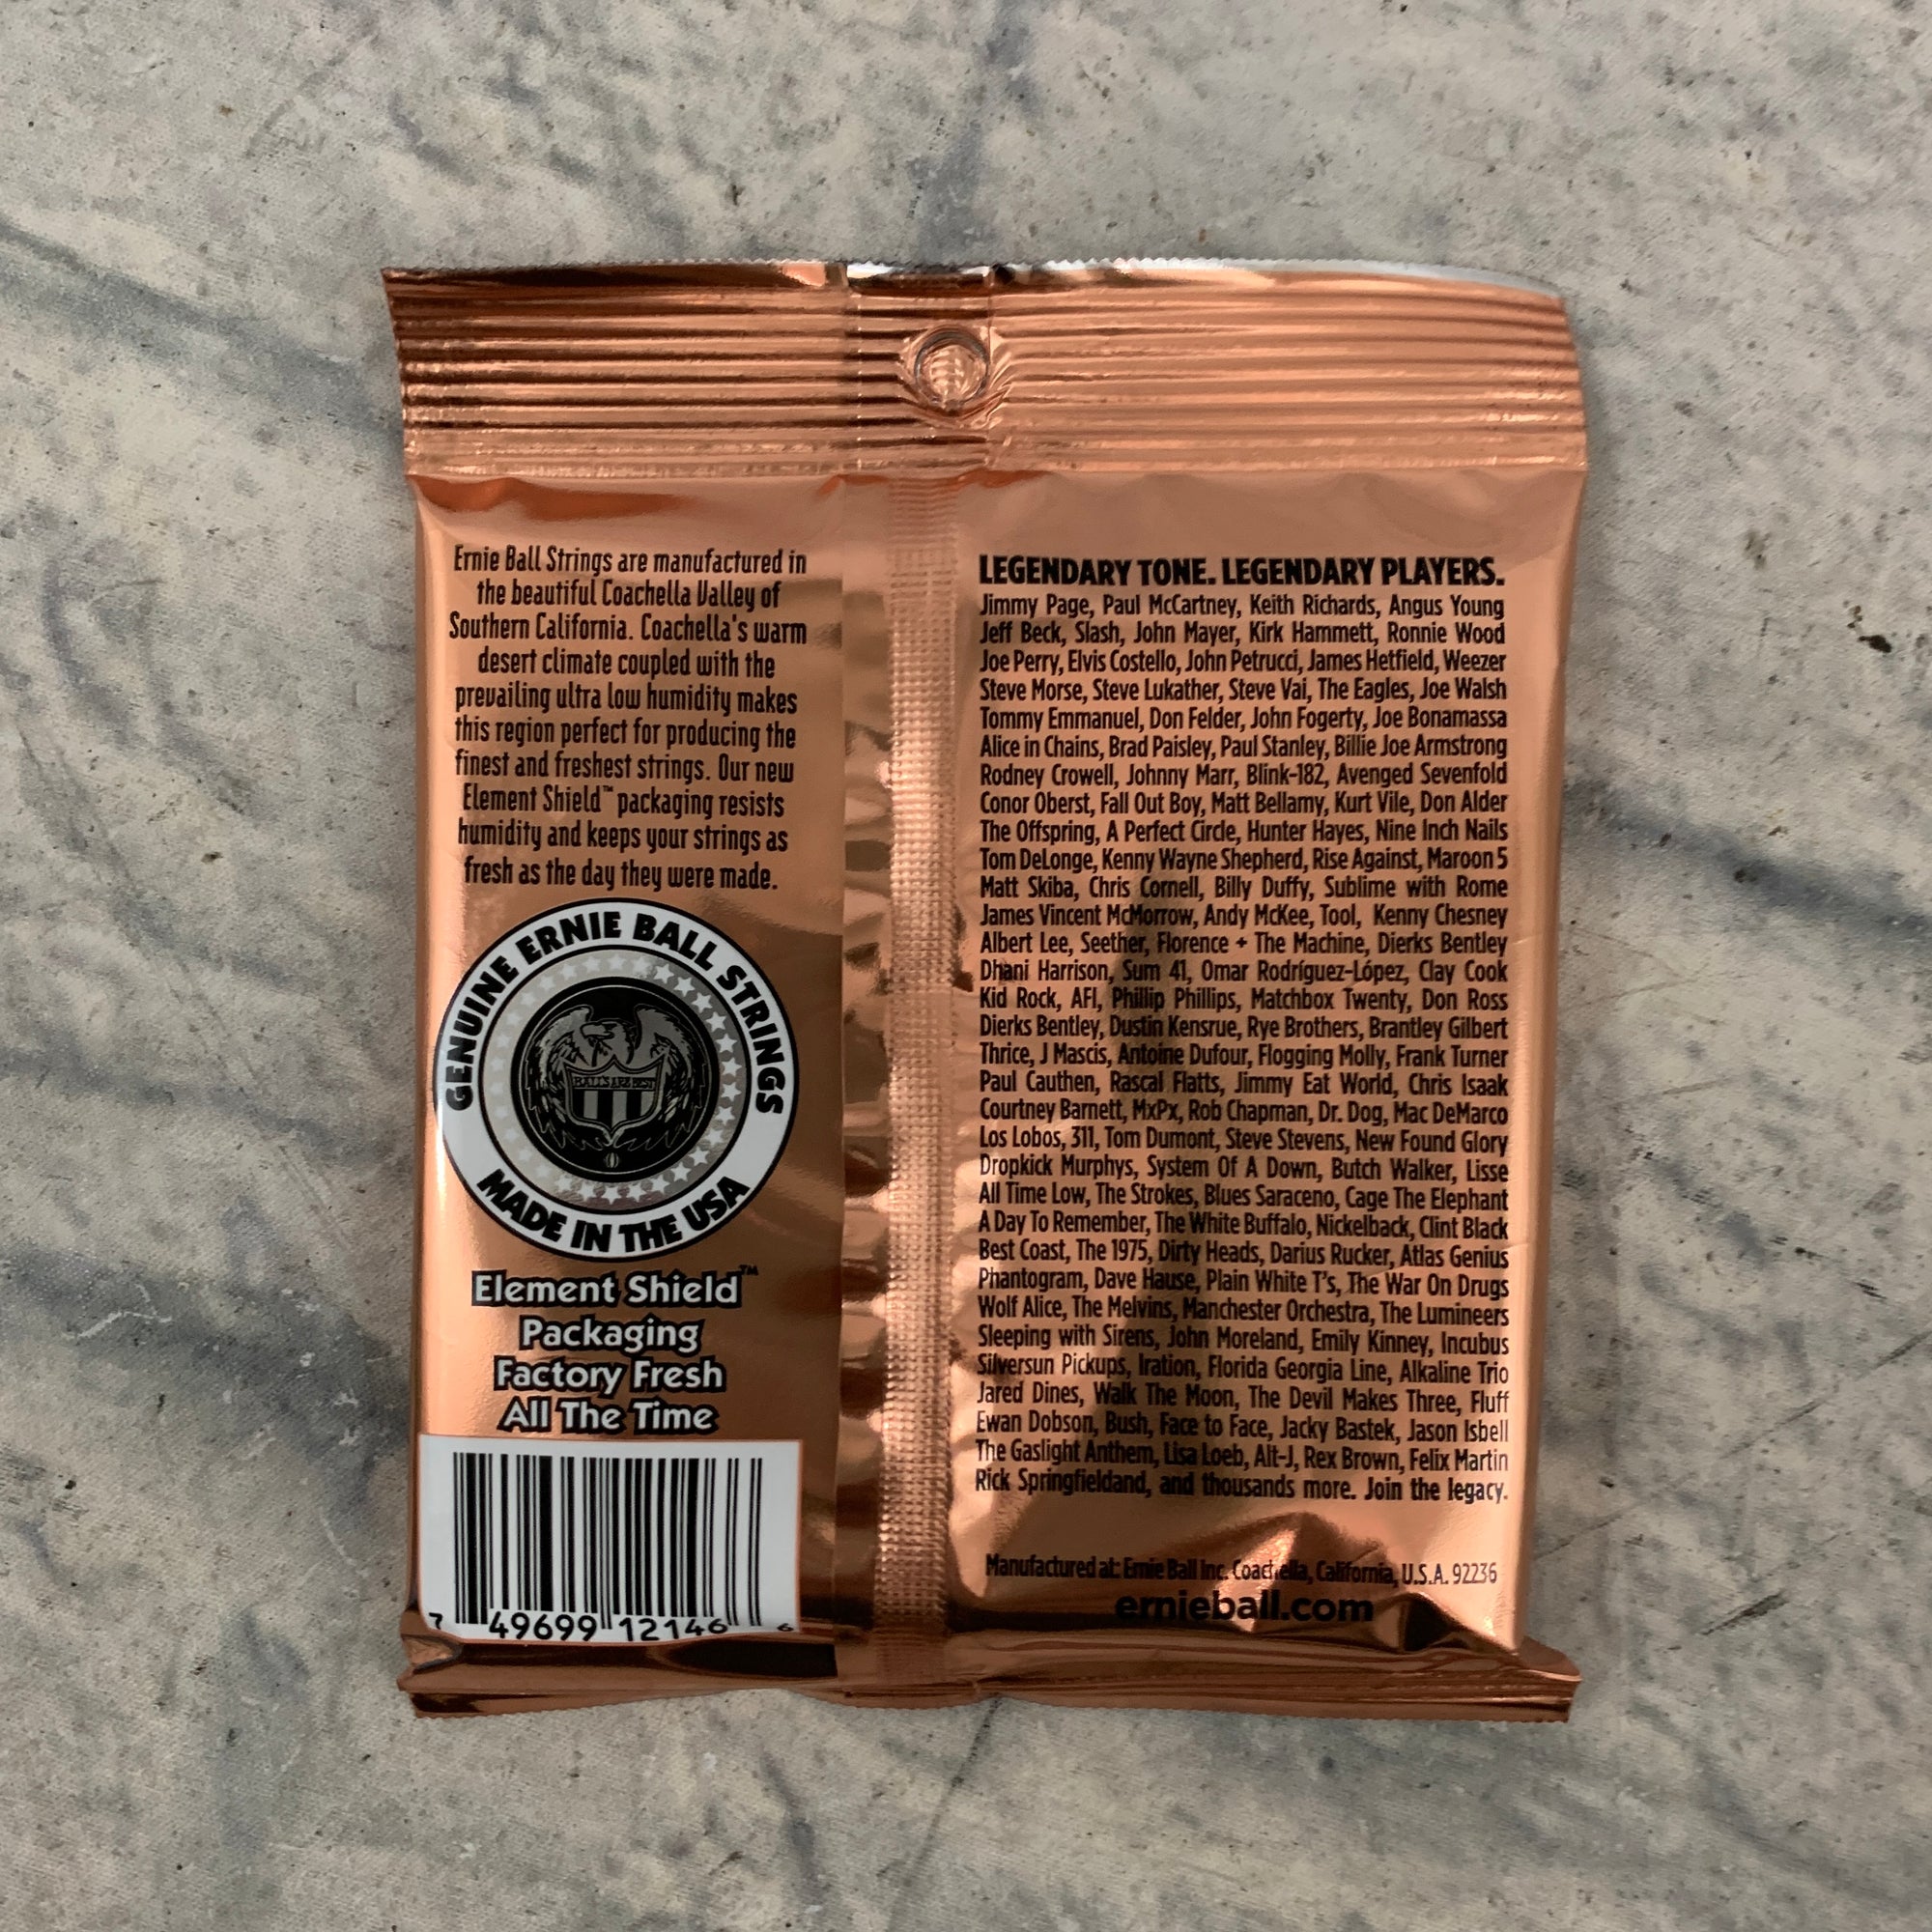 Ernie Ball Strings are manufactured in
the beautiful Coachella Valley of
Southern California. Coachella's warm
desert climate coupled with the
prevailing ultra low humidity makes
this region perfect for producing the
finest and freshest strings. Our new
Element Shield™ packaging resists
humidity and keeps your strings as
fresh as the day they were made.
GENUINE ERNIE BALL STRINGS
BALLS ARE BEST
MADE IN THE USA
Element Shield™
Packaging
Factory Fresh
All The Time
7 49699 12146 6
LEGENDARY TONE. LEGENDARY PLAYERS.
Jimmy Page, Paul McCartney, Keith Richards, Angus Young
Jeff Beck, Slash, John Mayer, Kirk Hammett, Ronnie Wood
Joe Perry, Elvis Costello, John Petrucci, James Hetfield, Weezer
Steve Morse, Steve Lukather, Steve Vai, The Eagles, Joe Walsh
Tommy Emmanuel, Don Felder, John Fogerty, Joe Bonamassa
Alice in Chains, Brad Paisley, Paul Stanley, Billie Joe Armstrong
Rodney Crowell, Johnny Marr, Blink-182, Avenged Sevenfold
Conor Oberst, Fall Out Boy, Matt Bellamy, Kurt Vile, Don Alder
The Offspring, A Perfect Circle, Hunter Hayes, Nine Inch Nails
Tom DeLonge, Kenny Wayne Shepherd, Rise Against, Maroon 5
Matt Skiba, Chris Cornell, Billy Duffy, Sublime with Rome
James Vincent McMorrow, Andy McKee, Tool, Kenny Chesney
Albert Lee, Seether, Florence + The Machine, Dierks Bentley
Dhani Harrison, Sum 41, Omar Rodríguez-López, Clay Cook
Kid Rock, AFI, Phillip Phillips, Matchbox Twenty, Don Ross
Dierks Bentley, Dustin Kensrue, Rye Brothers, Brantley Gilbert
Thrice, J Mascis, Antoine Dufour, Flogging Molly, Frank Turner
Paul Cauthen, Rascal Flatts, Jimmy Eat World, Chris Isaak
Courtney Barnett, MxPx, Rob Chapman, Dr. Dog, Mac DeMarco
Los Lobos, 311, Tom Dumont, Steve Stevens, New Found Glory
Dropkick Murphys, System Of A Down, Butch Walker, Lisse
All Time Low, The Strokes, Blues Saraceno, Cage The Elephant
A Day To Remember, The White Buffalo, Nickelback, Clint Black
Best Coast, The 1975, Dirty Heads, Darius Rucker, Atlas Genius
Phantogram, Dave Hause, Plain White T's, The War On Drugs
Wolf Alice, The Melvins, Manchester Orchestra, The Lumineers
Sleeping with Sirens, John Moreland, Emily Kinney, Incubus
Silversun Pickups, Iration, Florida Georgia Line, Alkaline Trio
Jared Dines, Walk The Moon, The Devil Makes Three, Fluff
Ewan Dobson, Bush, Face to Face, Jacky Bastek, Jason Isbell
The Gaslight Anthem, Lisa Loeb, Alt-J, Rex Brown, Felix Martin
Rick Springfieldand, and thousands more. Join the legacy.
Manufactured at: Ernie Ball Inc. Coachella, California, U.S.A. 92236
ernieball.com